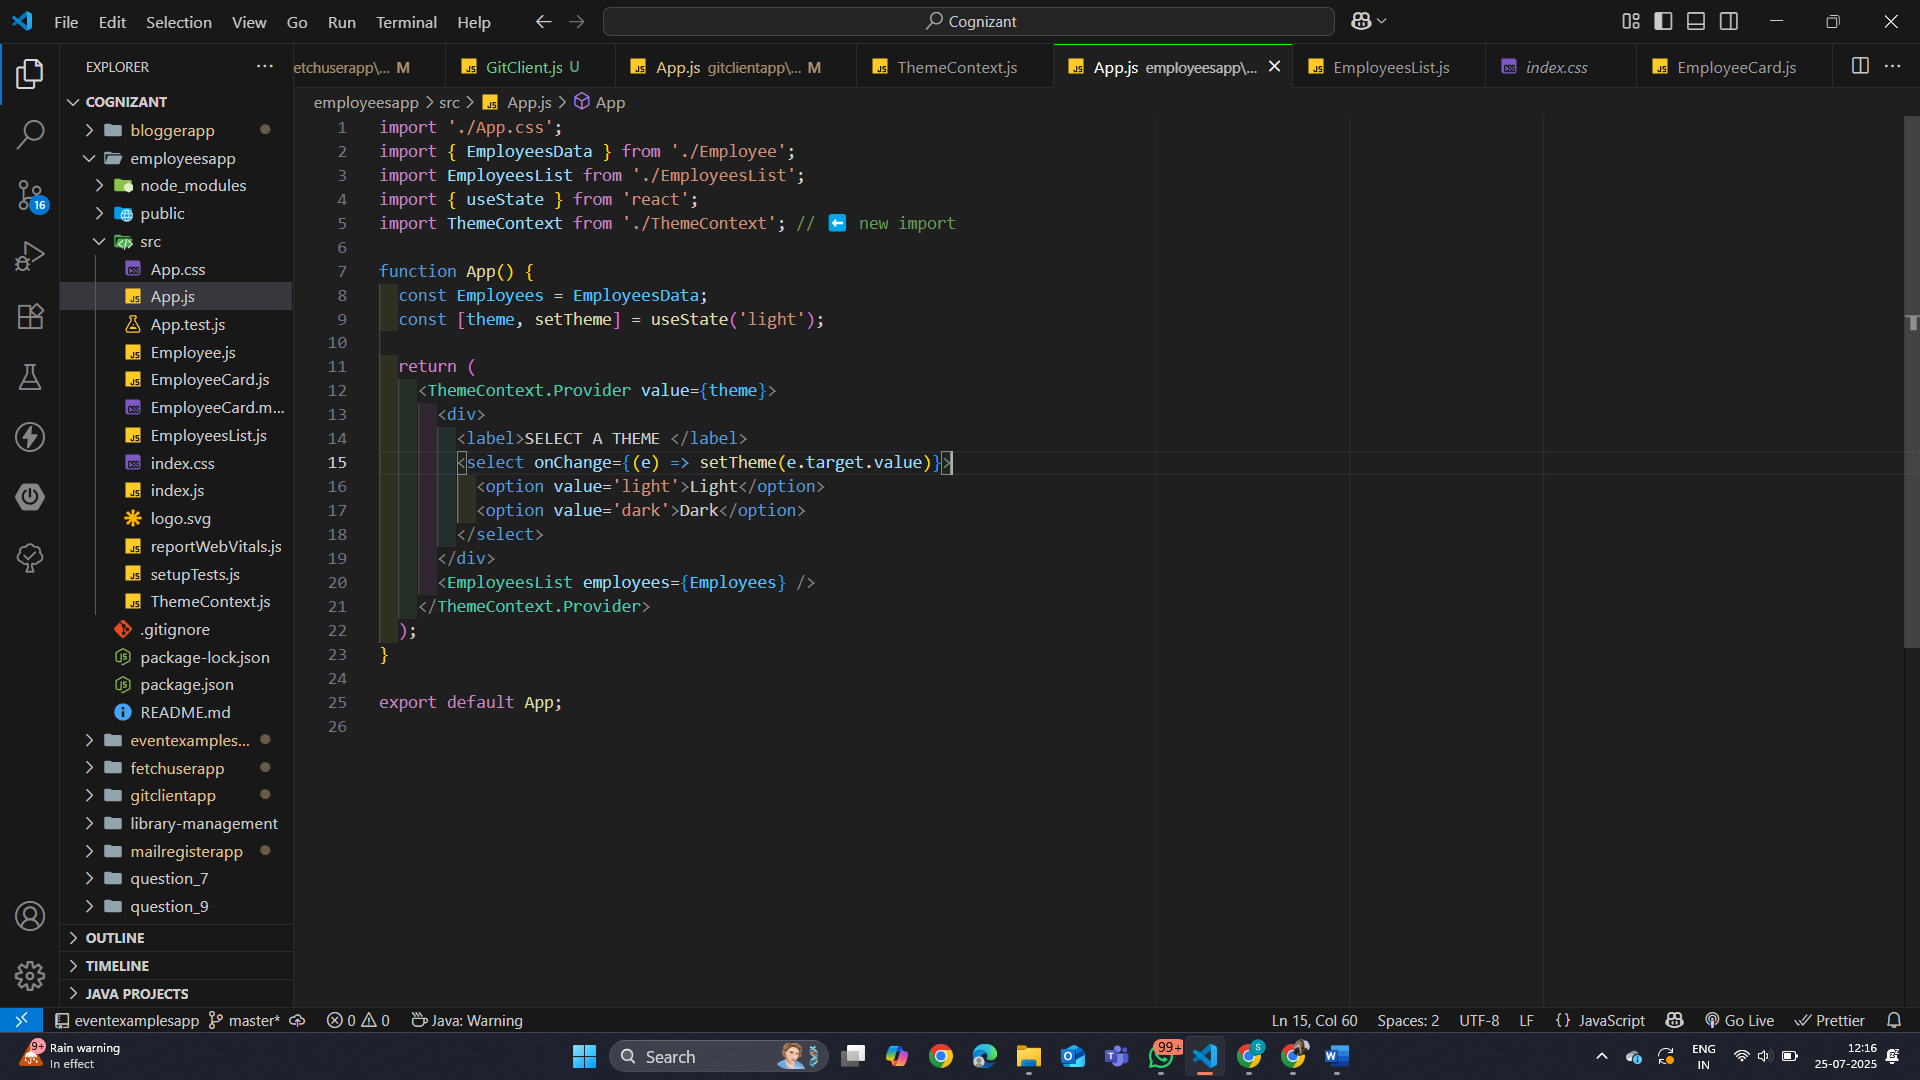 File Edit Selection View Go Run Terminal Help
Cognizant
EXPLORER
etchuserapp\... M
GitClient.js U
App.js gitclientapp\... M
ThemeContext.js
App.js employeesapp\...
EmployeesList.js
index.css
EmployeeCard.js
employeesapp > src > App.js > App
COGNIZANT
bloggerapp
employeesapp
node_modules
public
src
App.css
App.js
App.test.js
Employee.js
EmployeeCard.js
EmployeeCard.m...
EmployeesList.js
index.css
index.js
logo.svg
reportWebVitals.js
setupTests.js
ThemeContext.js
.gitignore
package-lock.json
package.json
README.md
eventexamples...
fetchuserapp
gitclientapp
library-management
mailregisterapp
question_7
question_9
OUTLINE
TIMELINE
JAVA PROJECTS
16
1 import './App.css';
2 import { EmployeesData } from './Employee';
3 import EmployeesList from './EmployeesList';
4 import { useState } from 'react';
5 import ThemeContext from './ThemeContext'; // ⬅️ new import
6
7 function App() {
8 const Employees = EmployeesData;
9 const [theme, setTheme] = useState('light');
10
11 return (
12 <ThemeContext.Provider value={theme}>
13 <div>
14 <label>SELECT A THEME </label>
15 <select onChange={(e) => setTheme(e.target.value)}>
16 <option value='light'>Light</option>
17 <option value='dark'>Dark</option>
18 </select>
19 </div>
20 <EmployeesList employees={Employees} />
21 </ThemeContext.Provider>
22 );
23 }
24
25 export default App;
26
eventexamplesapp master* 0 0 Java: Warning
Ln 15, Col 60 Spaces: 2 UTF-8 LF {} JavaScript Go Live Prettier
9+ Rain warning
In effect
Search
99+
S
ENG
IN
12:16
25-07-2025